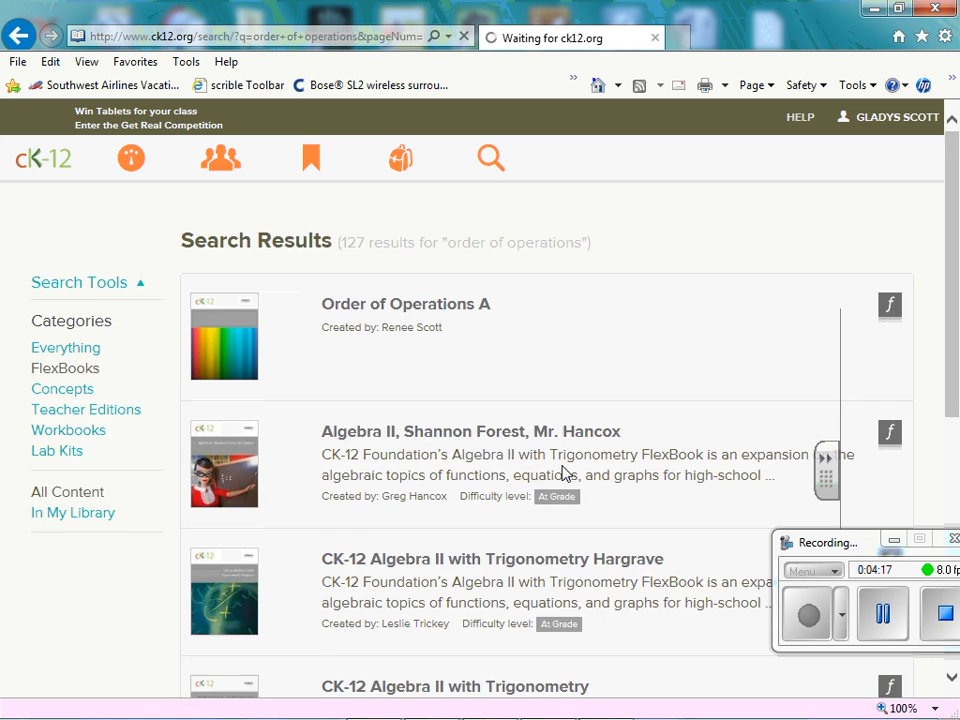 http://www.ck12.org/search/?q=order+of+operations&pageNum=
Waiting for ck12.org
File Edit View Favorites Tools Help
Southwest Airlines Vacati...
scrible Toolbar
Bose® SL2 wireless surrou...
Page
Safety
Tools
Win Tablets for your class
Enter the Get Real Competition
HELP
GLADYS SCOTT
cK-12
Search Results (127 results for "order of operations")
Search Tools
Categories
Everything
FlexBooks
Concepts
Teacher Editions
Workbooks
Lab Kits
All Content
In My Library
Order of Operations A
Created by: Renee Scott
f
Algebra II, Shannon Forest, Mr. Hancox
CK-12 Foundation's Algebra II with Trigonometry FlexBook is an expansion the
algebraic topics of functions, equations, and graphs for high-school ...
Created by: Greg Hancox Difficulty level: At Grade
f
CK-12 Algebra II with Trigonometry Hargrave
CK-12 Foundation's Algebra II with Trigonometry FlexBook is an expa
algebraic topics of functions, equations, and graphs for high-school ..
Created by: Leslie Trickey Difficulty level: At Grade
CK-12 Algebra II with Trigonometry
f
Recording...
Menu
0:04:17
8.0 fp
100%